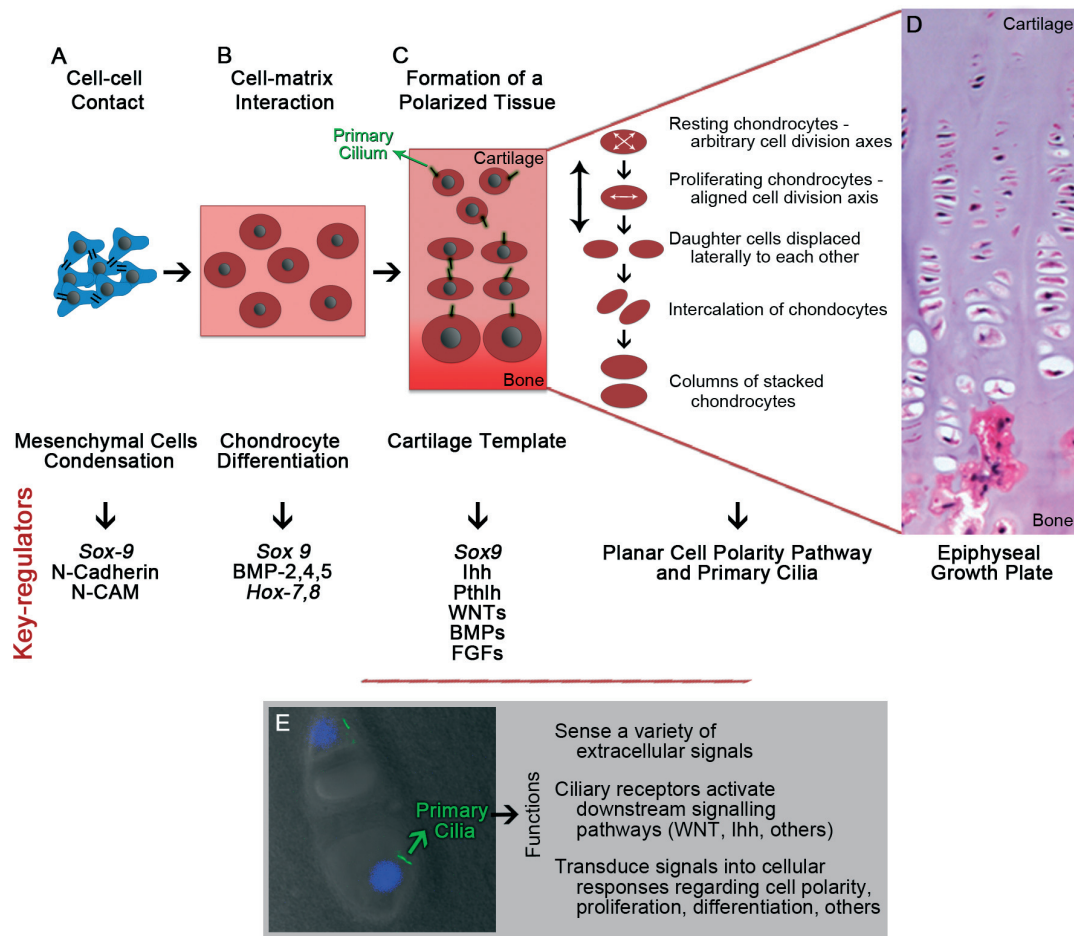 A
Cell-cell
Contact
B
Cell-matrix
Interaction
C
Formation of a
Polarized Tissue
Primary
Cilium
Cartilage
Bone
Resting chondrocytes -
arbitrary cell division axes
Proliferating chondrocytes -
aligned cell division axis
Daughter cells displaced
laterally to each other
Intercalation of chondocytes
Columns of stacked
chondrocytes
D
Cartilage
Bone
Mesenchymal Cells
Condensation
Chondrocyte
Differentiation
Cartilage Template
Key-regulators
Sox-9
N-Cadherin
N-CAM
Sox 9
BMP-2,4,5
Hox-7,8
Sox9
Ihh
Pthlh
WNTs
BMPs
FGFs
Planar Cell Polarity Pathway
and Primary Cilia
Epiphyseal
Growth Plate
E
Primary
Cilia
Functions
Sense a variety of
extracellular signals
Ciliary receptors activate
downstream signalling
pathways (WNT, Ihh, others)
Transduce signals into cellular
responses regarding cell polarity,
proliferation, differentiation, others